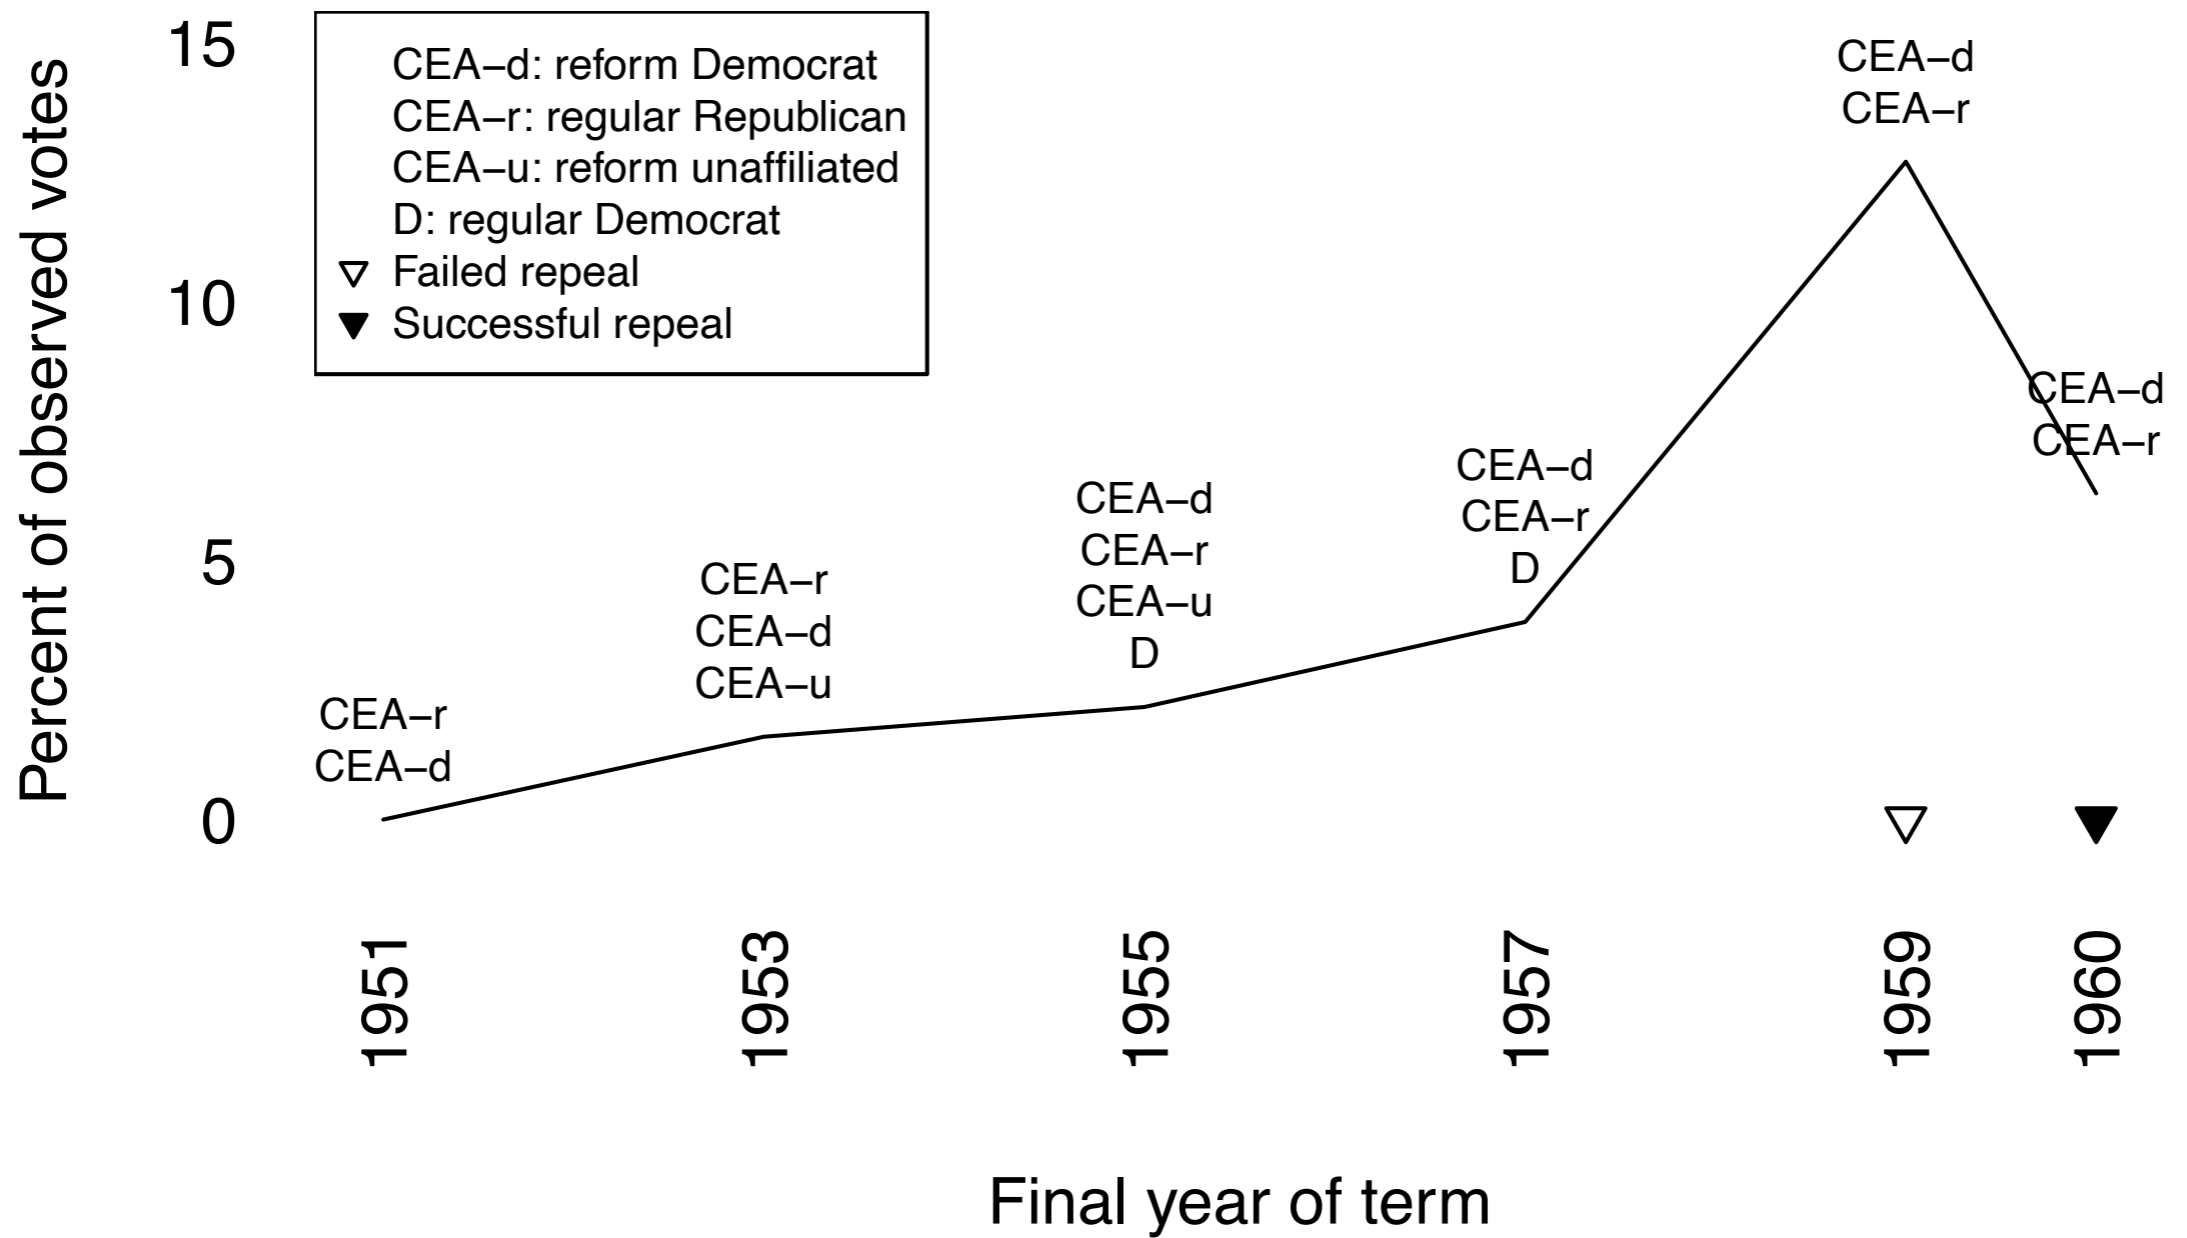 Percent of observed votes
15
10
5
0
CEA−d: reform Democrat
CEA−r: regular Republican
CEA−u: reform unaffiliated
D: regular Democrat
Failed repeal
Successful repeal
CEA−r
CEA−d
CEA−r
CEA−d
CEA−u
CEA−d
CEA−r
CEA−u
D
CEA−d
CEA−r
D
CEA−d
CEA−r
CEA−d
CEA−r
1951
1953
1955
1957
1959
1960
Final year of term